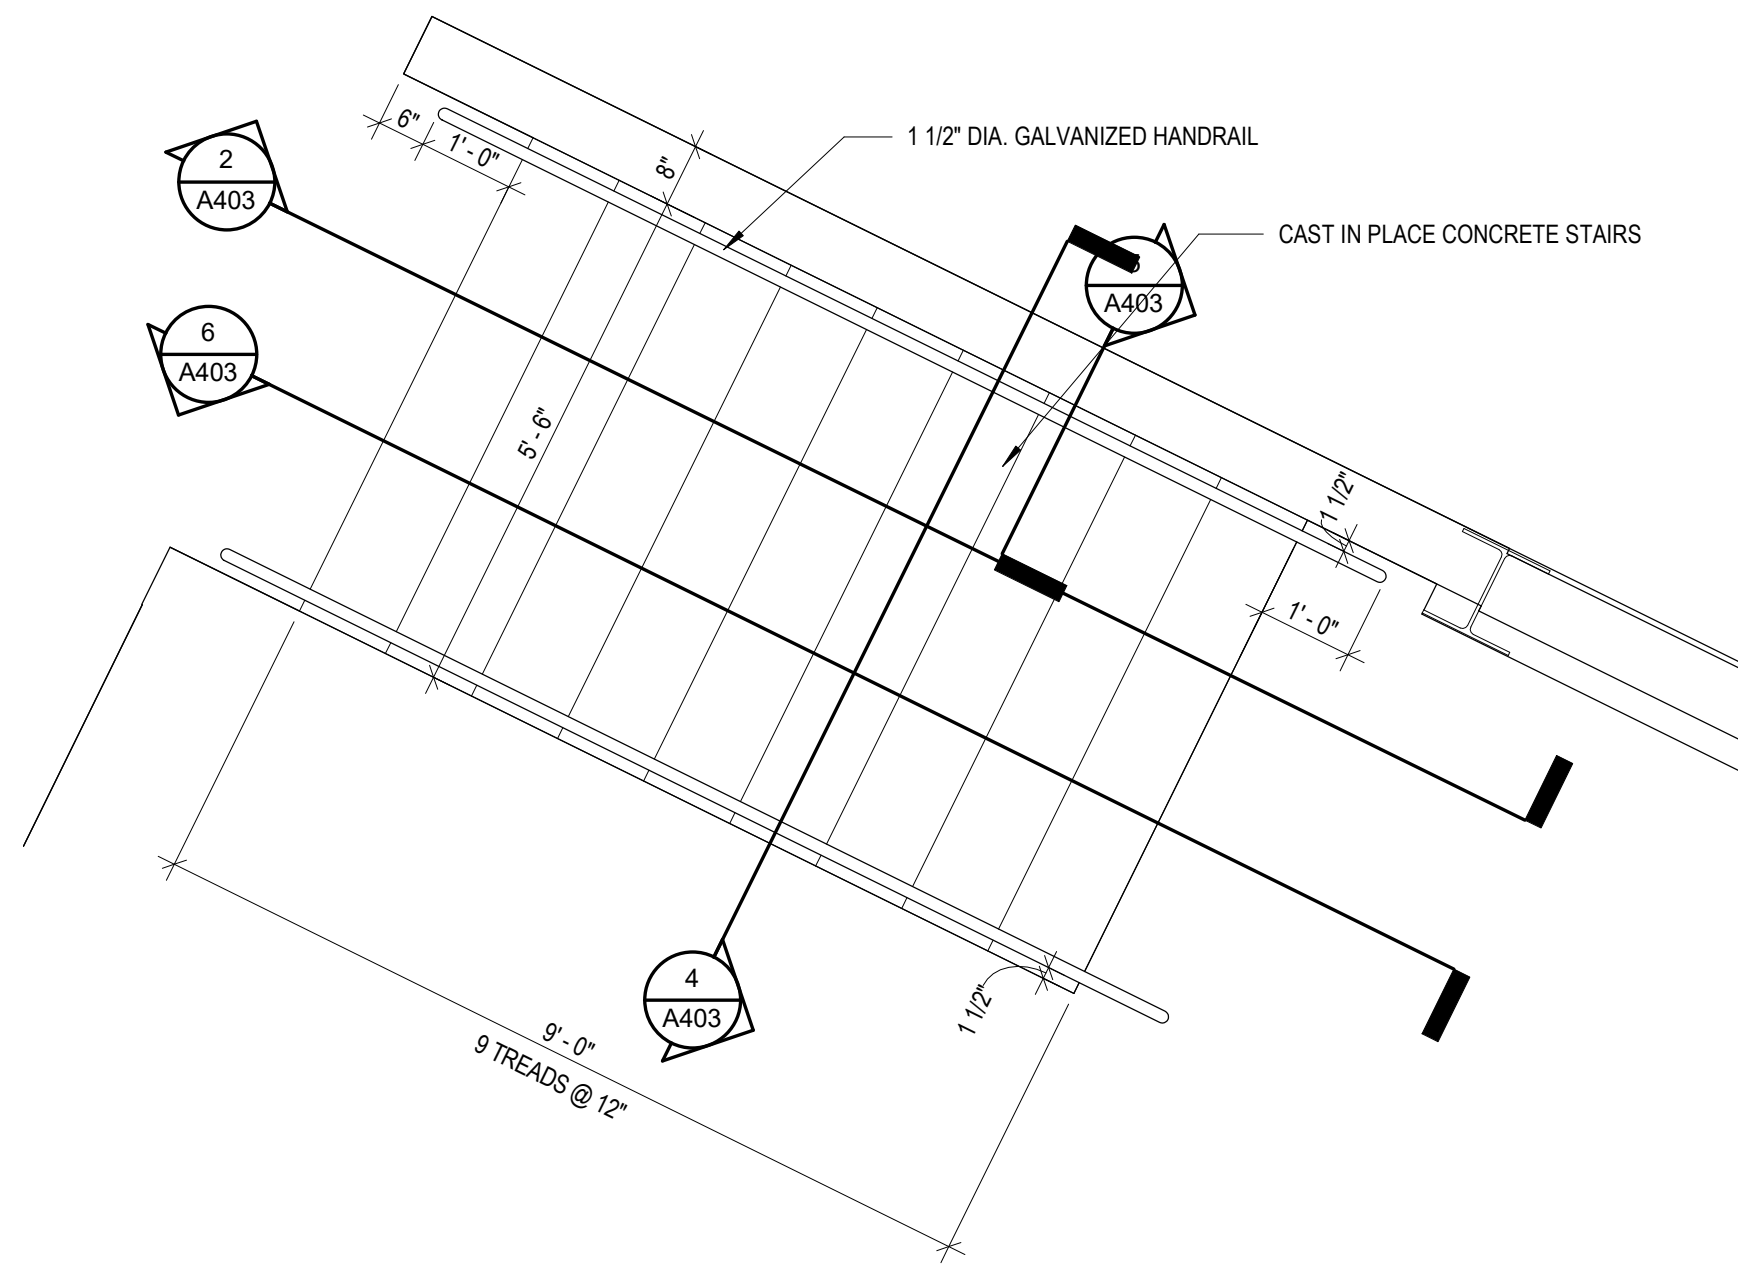 6"
1'- 0"
8"
1 1/2" DIA. GALVANIZED HANDRAIL
2
A403
CAST IN PLACE CONCRETE STAIRS
A403
6
A403
5'- 6"
1 1/2"
1'- 0"
4
A403
1 1/2"
9'- 0"
9 TREADS @ 12"